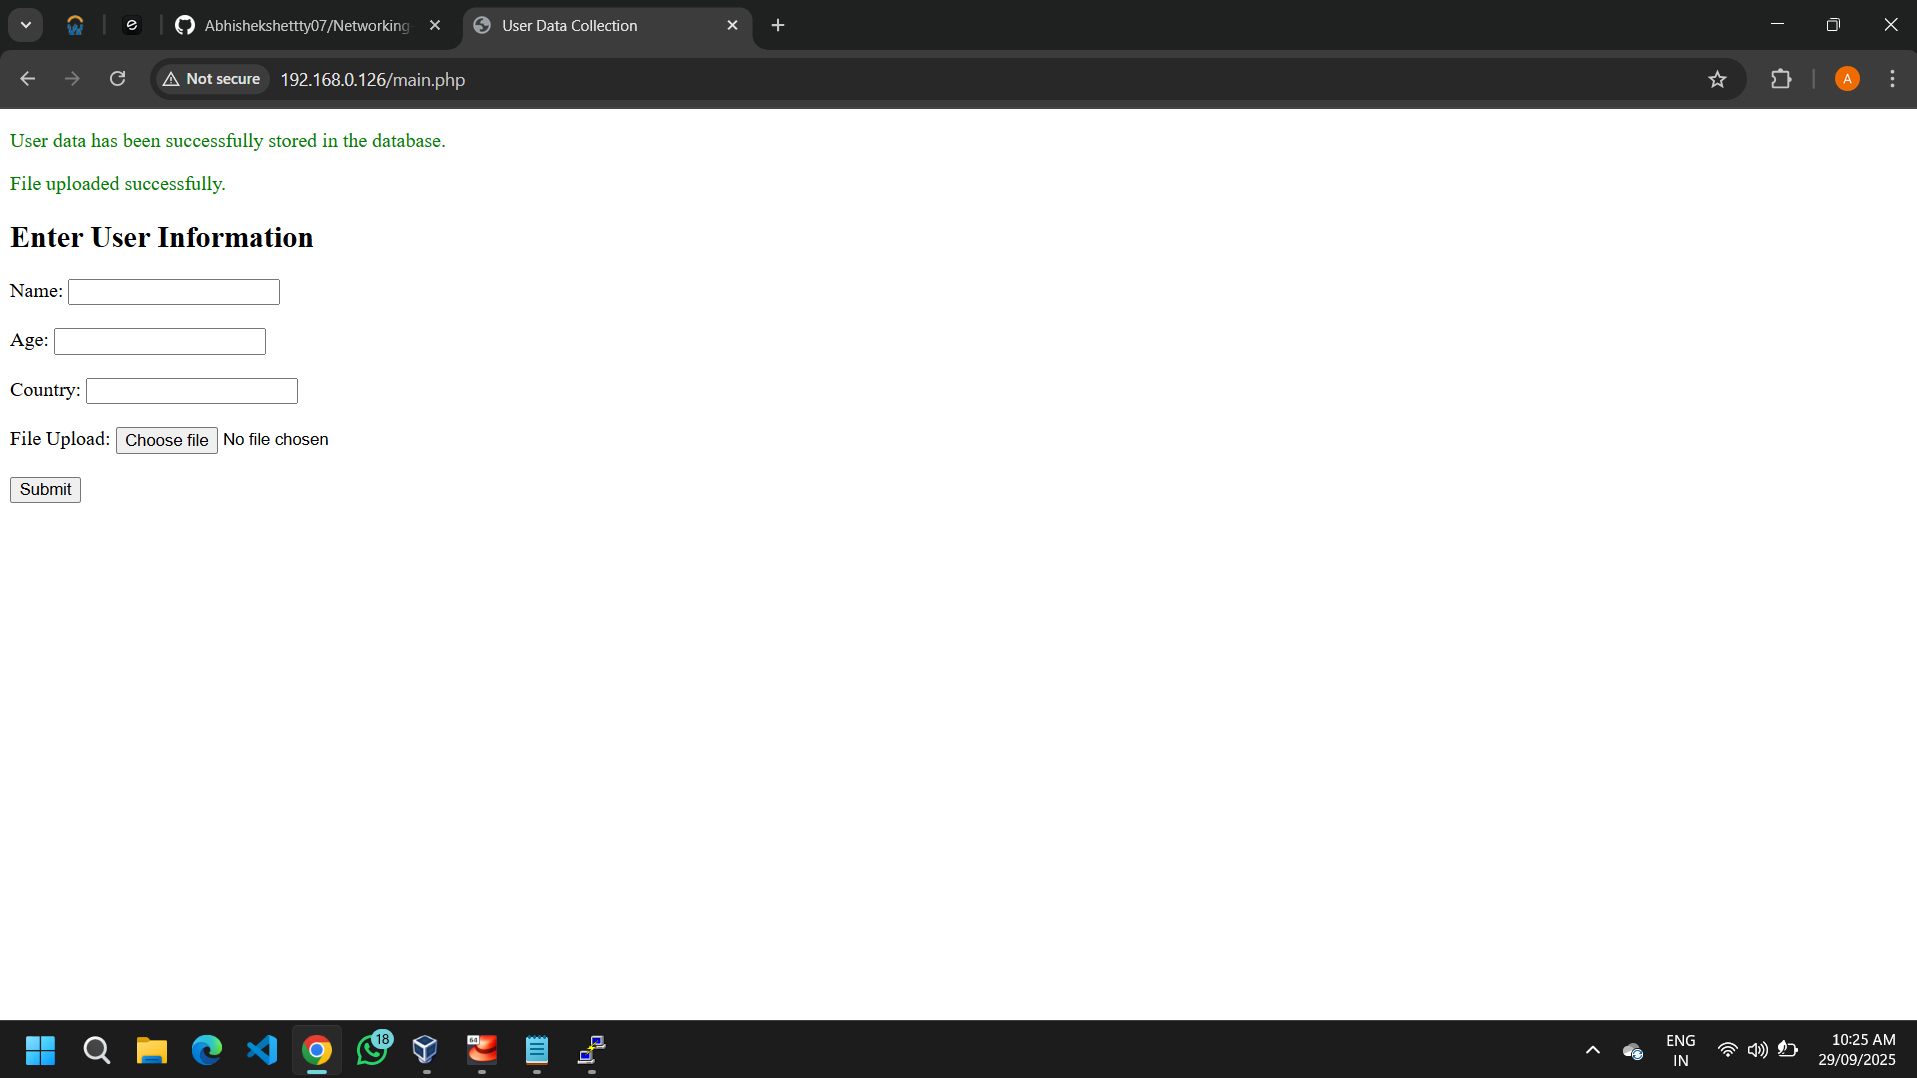 Abhishekshettty07/Networking
User Data Collection
Not secure
192.168.0.126/main.php
A
User data has been successfully stored in the database.
File uploaded successfully.
Enter User Information
Name:
Age:
Country:
File Upload: Choose file No file chosen
Submit
18
64
ENG
IN
10:25 AM
29/09/2025